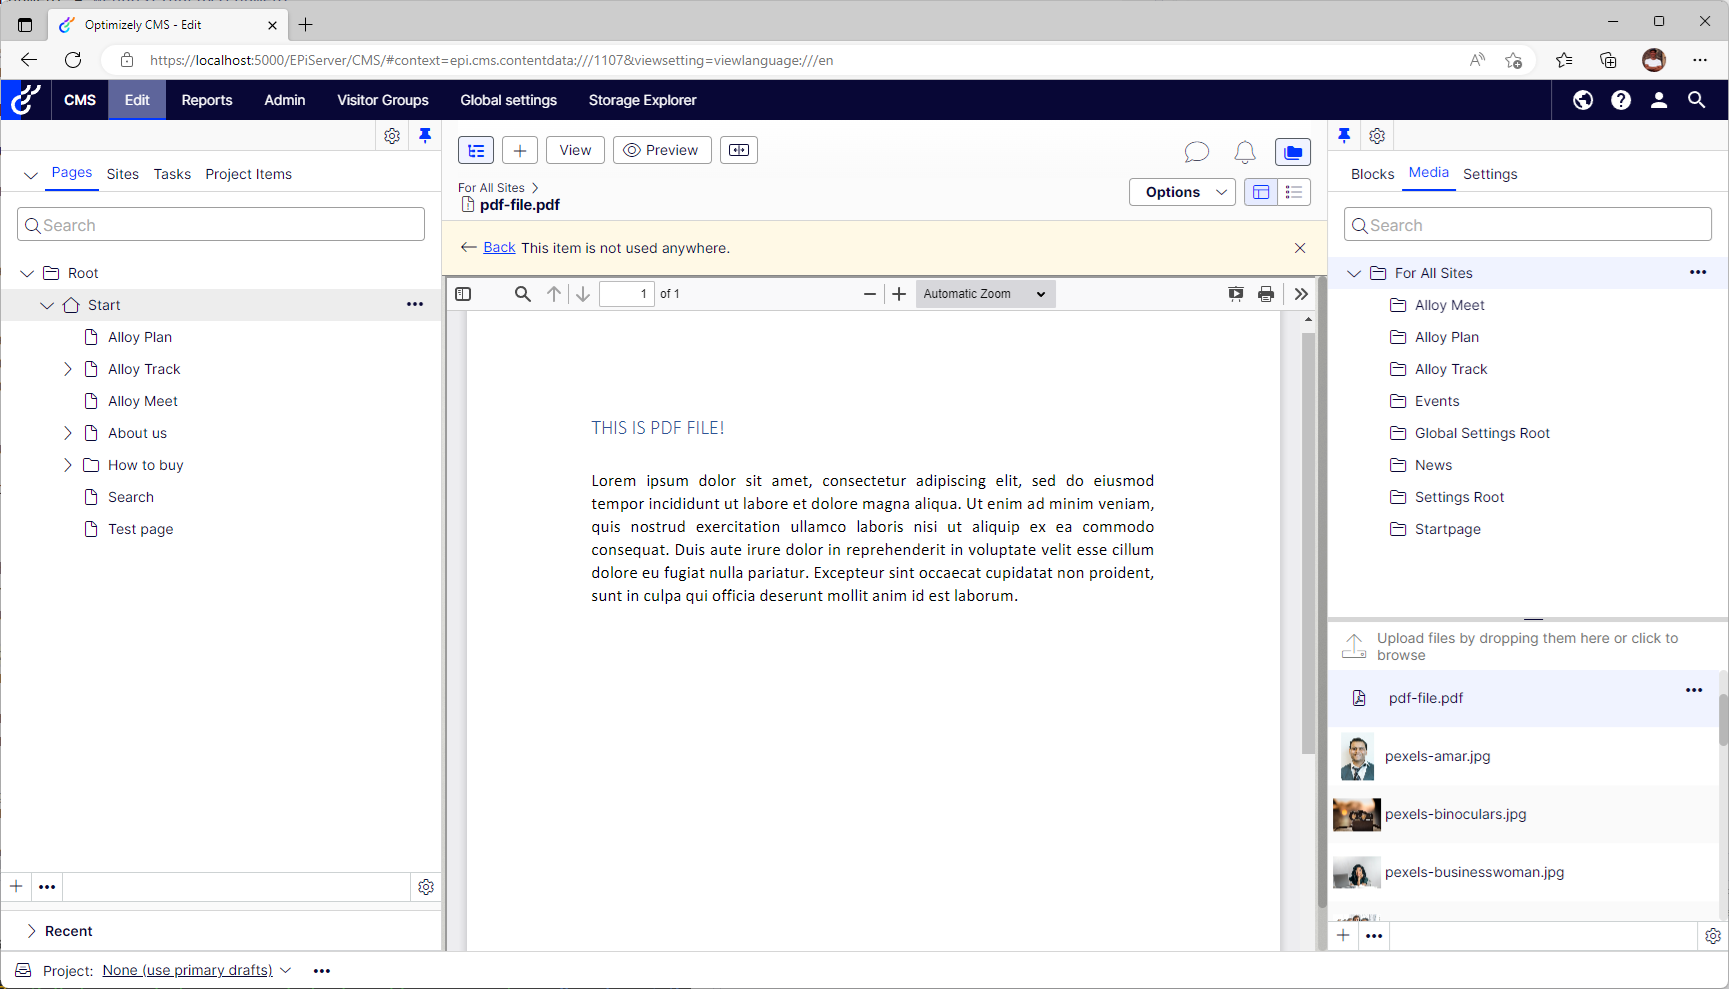 Optimizely CMS - Edit
https://localhost:5000/EPiServer/CMS/#context=epi.cms.contentdata:///1107&viewsetting=viewlanguage:///en
CMS Edit Reports Admin Visitor Groups Global settings Storage Explorer
Pages Sites Tasks Project Items
Search
Root
Start
Alloy Plan
Alloy Track
Alloy Meet
About us
How to buy
Search
Test page
Recent
Project: None (use primary drafts)
View Preview
For All Sites
pdf-file.pdf
Options
Back This item is not used anywhere.
1 of 1 Automatic Zoom
THIS IS PDF FILE!
Lorem ipsum dolor sit amet, consectetur adipiscing elit, sed do eiusmod
tempor incididunt ut labore et dolore magna aliqua. Ut enim ad minim veniam,
quis nostrud exercitation ullamco laboris nisi ut aliquip ex ea commodo
consequat. Duis aute irure dolor in reprehenderit in voluptate velit esse cillum
dolore eu fugiat nulla pariatur. Excepteur sint occaecat cupidatat non proident,
sunt in culpa qui officia deserunt mollit anim id est laborum.
Blocks Media Settings
Search
For All Sites
Alloy Meet
Alloy Plan
Alloy Track
Events
Global Settings Root
News
Settings Root
Startpage
Upload files by dropping them here or click to
browse
pdf-file.pdf
pexels-amar.jpg
pexels-binoculars.jpg
pexels-businesswoman.jpg